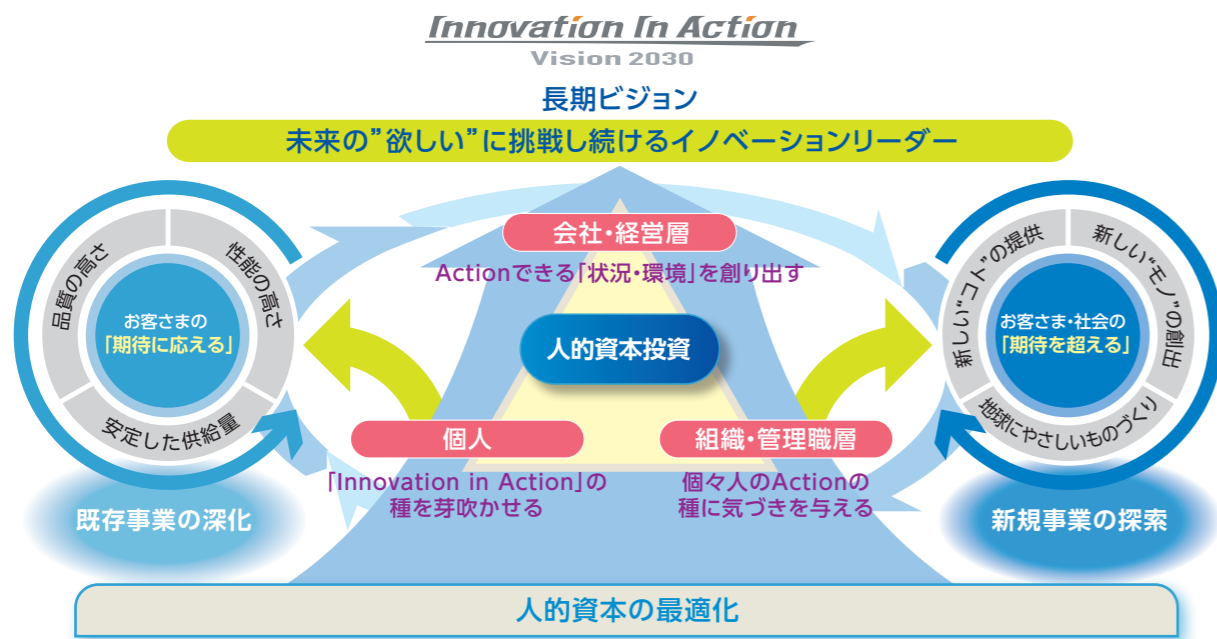 Innovation In Action
Vision 2030
長期ビジョン
未来の”欲しい”に挑戦し続けるイノベーションリーダー
会社・経営層
Actionできる「状況・環境」を創り出す
品質の高さ
性能の高さ
安定した供給量
お客さまの
「期待に応える」
既存事業の深化
人的資本投資
個人
「Innovation in Action」の
種を芽吹かせる
組織・管理職層
個々人のActionの
種に気づきを与える
新しい“コト”の提供
新しい“モノ”の創出
地球にやさしいものづくり
お客さま・社会の
「期待を超える」
新規事業の探索
人的資本の最適化